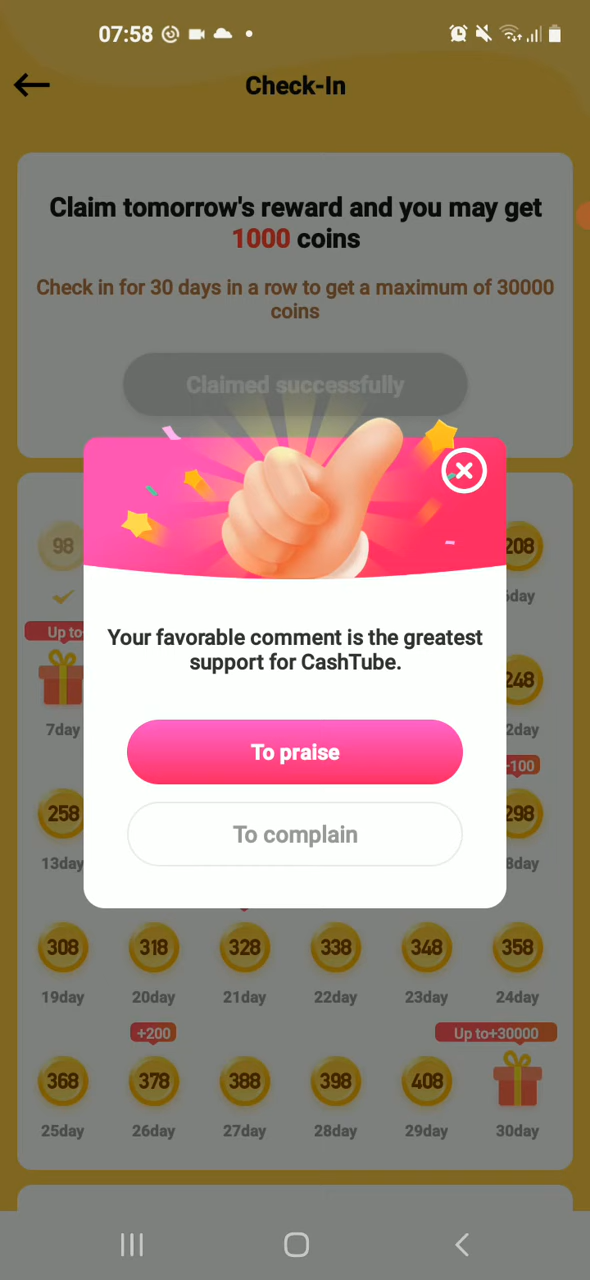 07:58
Check-In
Claim tomorrow's reward and you may get
1000 coins
Check in for 30 days in a row to get a maximum of 30000
coins
Claimed successfully
98
208
Up to
7day
248
Your favorable comment is the greatest
support for CashTube.
To praise
To complain
258
298
13day
308 318 328 338 348 358
19day 20day 21day 22day 23day 24day
+200 Up to+30000
368 378 388 398 408
25day 26day 27day 28day 29day 30day